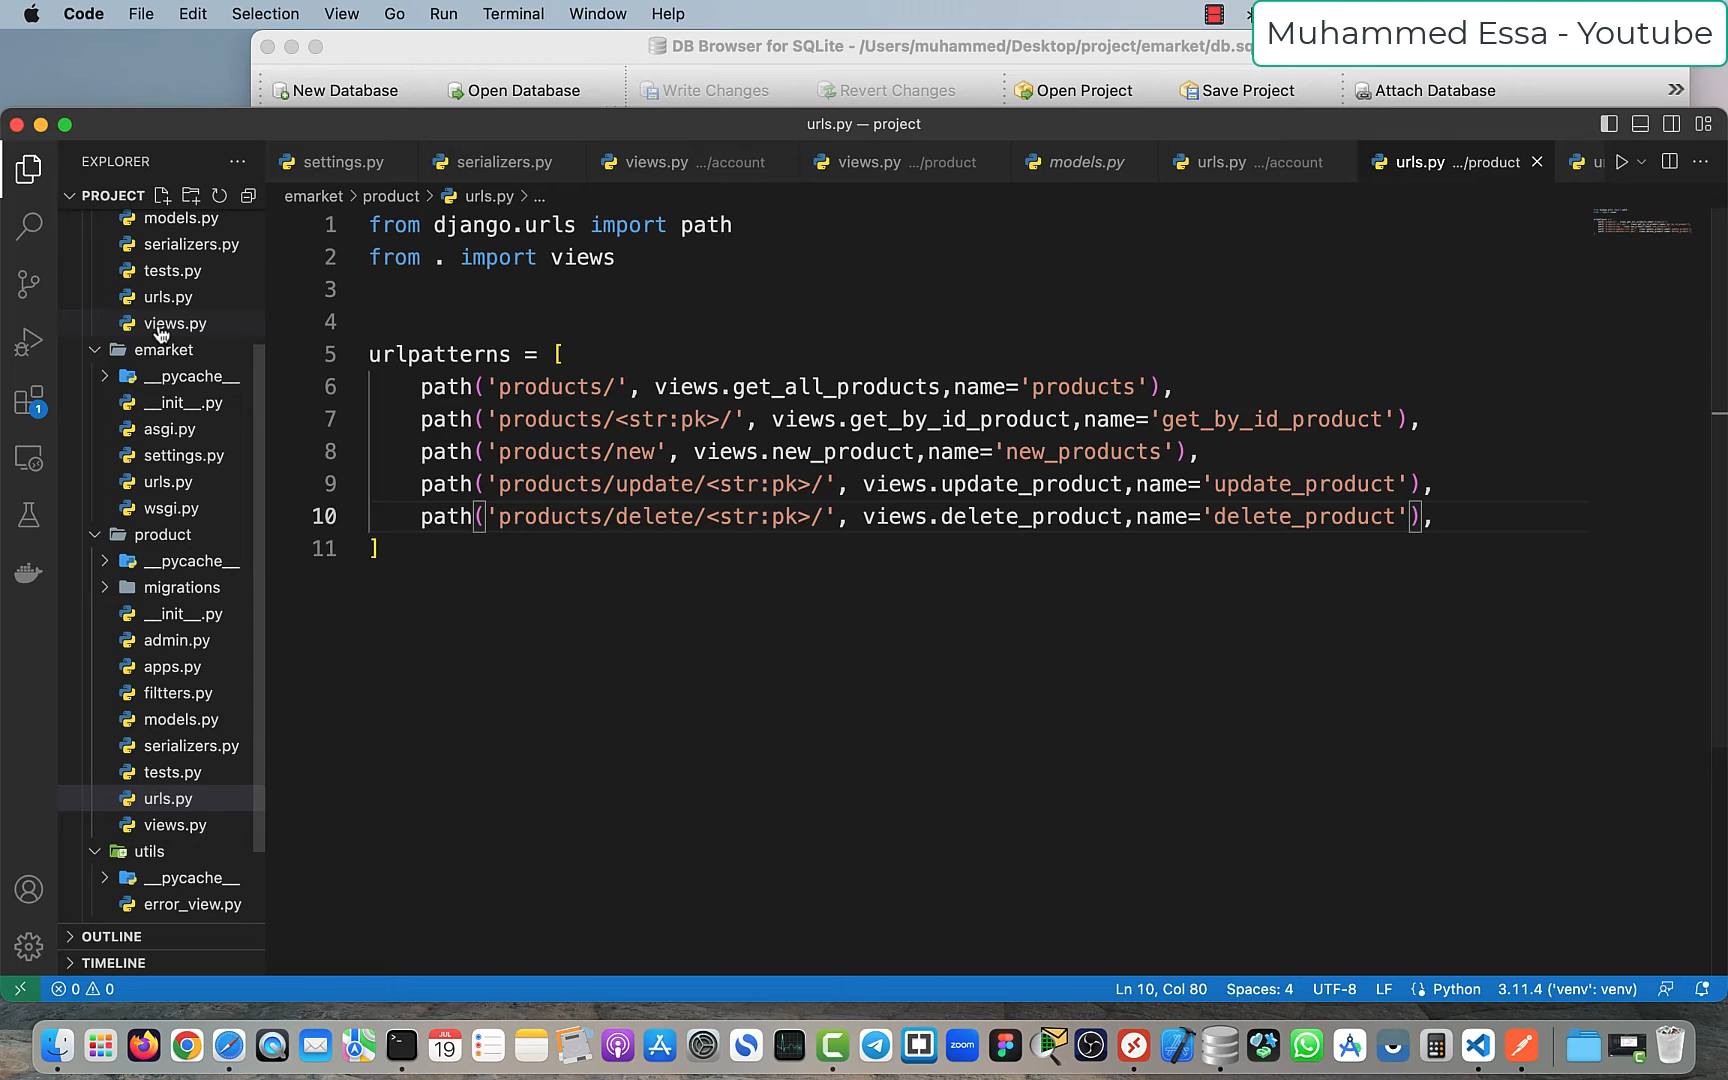 Code File Edit Selection View Go Run Terminal Window Help
Muhammed Essa - Youtube
DB Browser for SQLite - /Users/muhammed/Desktop/project/emarket/db.sq
New Database Open Database Write Changes Revert Changes Open Project Save Project Attach Database »
urls.py — project
EXPLORER
settings.py serializers.py views.py .../account views.py .../product models.py urls.py .../account urls.py .../product
PROJECT
emarket > product > urls.py > ...
models.py
serializers.py
tests.py
urls.py
views.py
emarket
__pycache__
__init__.py
asgi.py
settings.py
urls.py
wsgi.py
product
__pycache__
migrations
__init__.py
admin.py
apps.py
filtters.py
models.py
serializers.py
tests.py
urls.py
views.py
utils
__pycache__
error_view.py
OUTLINE
TIMELINE
1 from django.urls import path
2 from . import views
3
4
5 urlpatterns = [
6 path('products/', views.get_all_products,name='products'),
7 path('products/<str:pk>/', views.get_by_id_product,name='get_by_id_product'),
8 path('products/new', views.new_product,name='new_products'),
9 path('products/update/<str:pk>/', views.update_product,name='update_product'),
10 path('products/delete/<str:pk>/', views.delete_product,name='delete_product'),
11 ]
1
0 0 Ln 10, Col 80 Spaces: 4 UTF-8 LF Python 3.11.4 ('venv': venv)
JUL
19
zoom